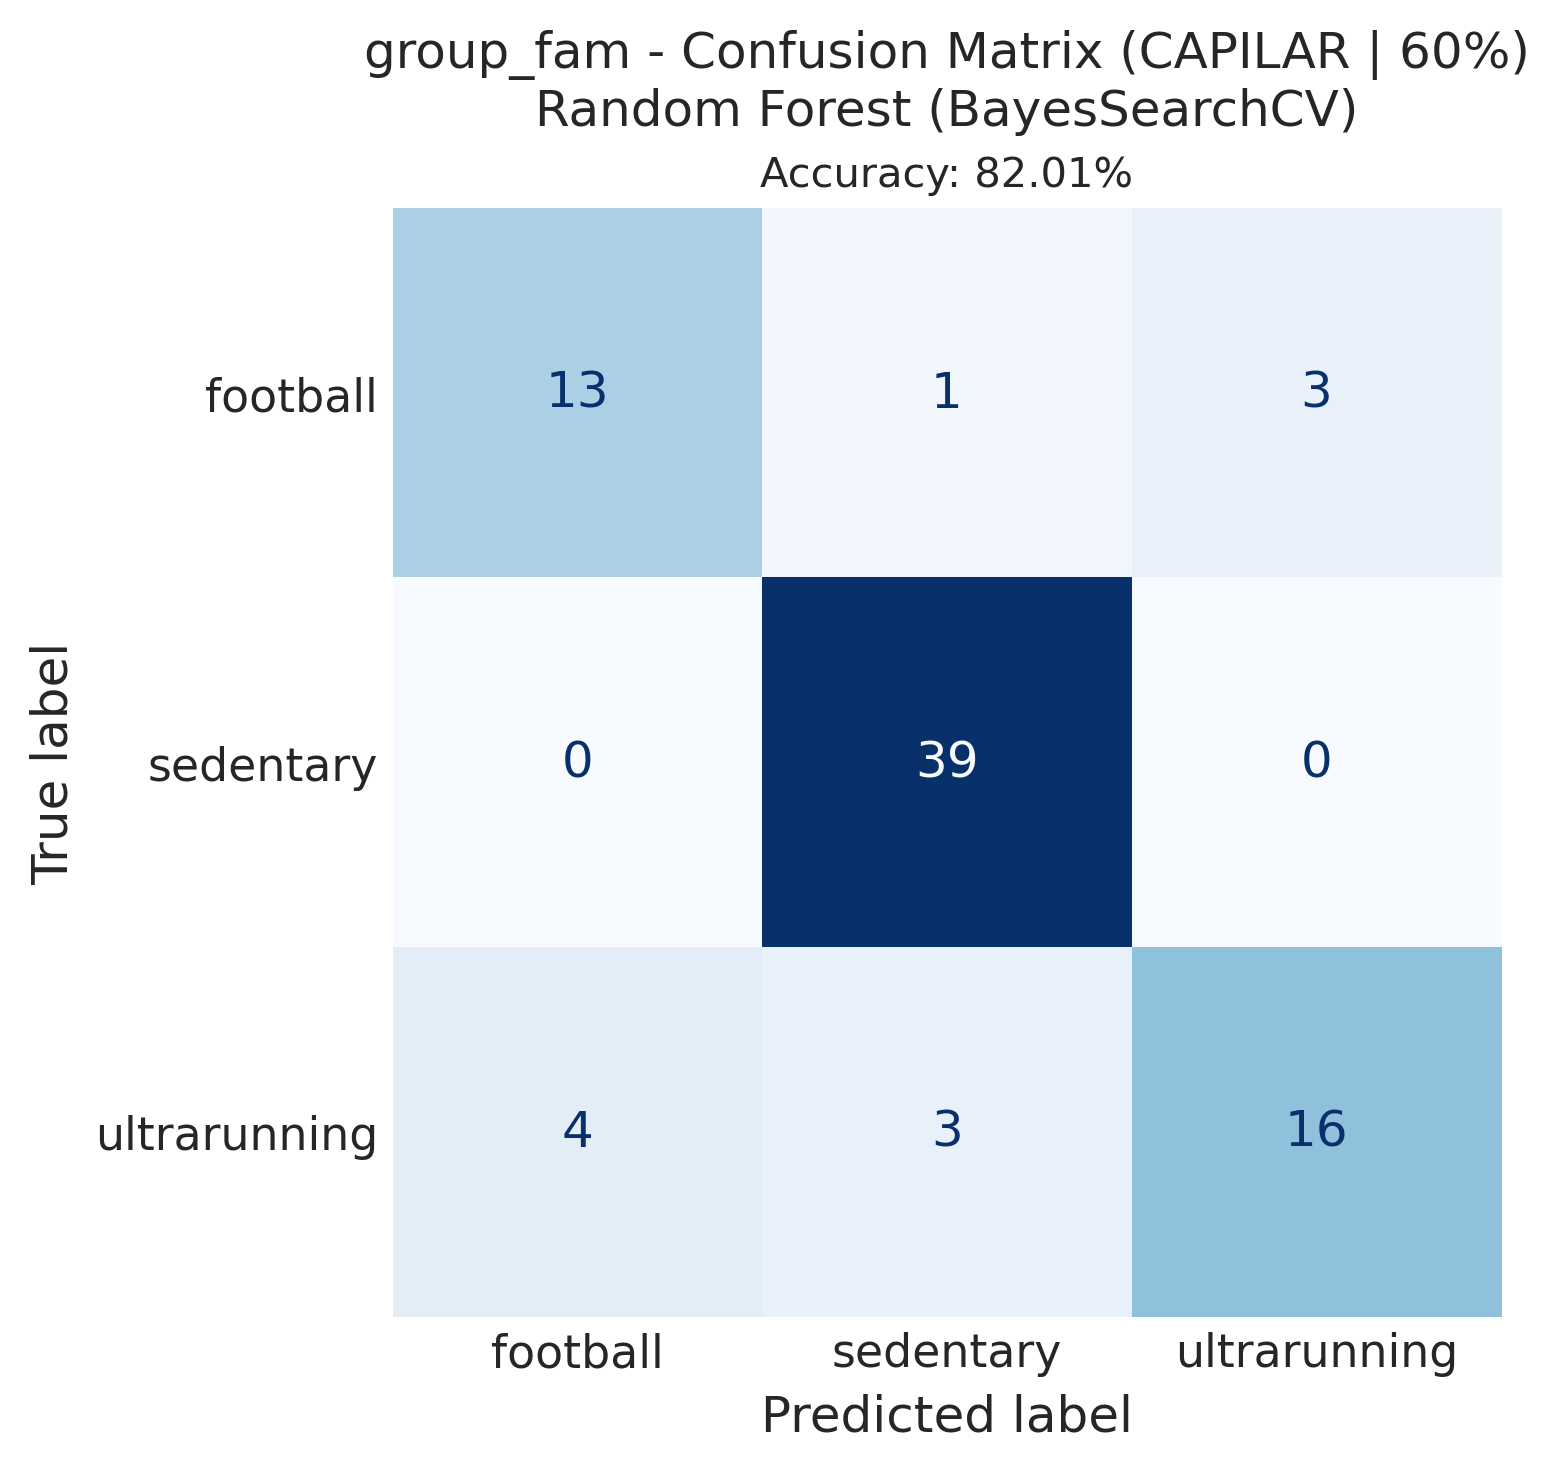 group_fam - Confusion Matrix (CAPILAR | 60%)
Random Forest (BayesSearchCV)
Accuracy: 82.01%
football 13 1 3
sedentary 0 39 0
ultrarunning 4 3 16
True label
football sedentary ultrarunning
Predicted label